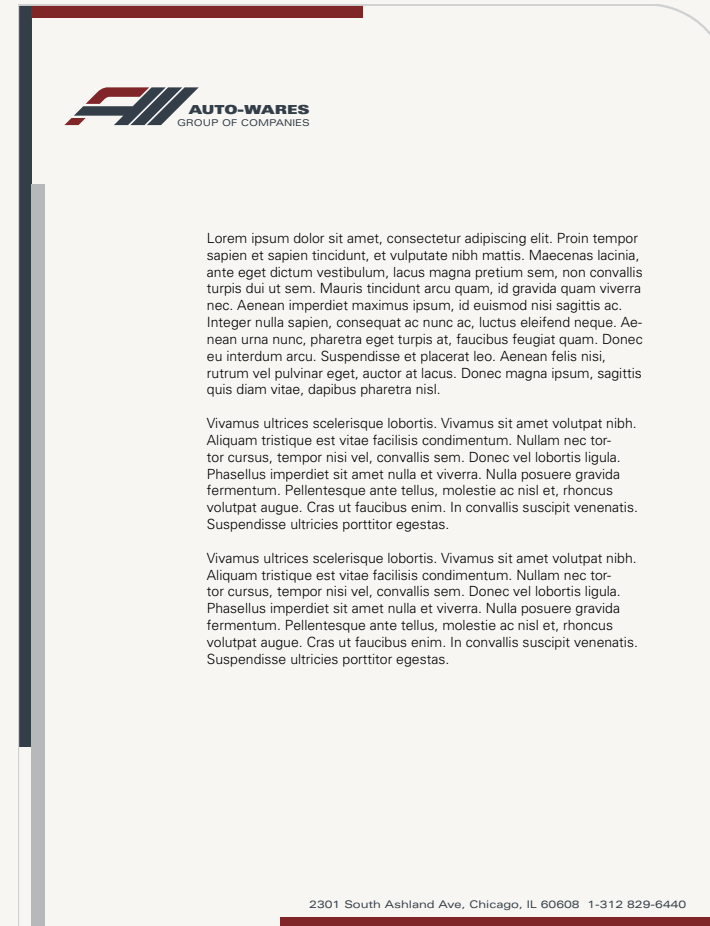 AUTO-WARES
GROUP OF COMPANIES
Lorem ipsum dolor sit amet, consectetur adipiscing elit. Proin tempor
sapien et sapien tincidunt, et vulputate nibh mattis. Maecenas lacinia,
ante eget dictum vestibulum, lacus magna pretium sem, non convallis
turpis dui ut sem. Mauris tincidunt arcu quam, id gravida quam viverra
nec. Aenean imperdiet maximus ipsum, id euismod nisi sagittis ac.
Integer nulla sapien, consequat ac nunc ac, luctus eleifend neque. Ae-
nean urna nunc, pharetra eget turpis at, faucibus feugiat quam. Donec
eu interdum arcu. Suspendisse et placerat leo. Aenean felis nisi,
rutrum vel pulvinar eget, auctor at lacus. Donec magna ipsum, sagittis
quis diam vitae, dapibus pharetra nisl.
Vivamus ultrices scelerisque lobortis. Vivamus sit amet volutpat nibh.
Aliquam tristique est vitae facilisis condimentum. Nullam nec tor-
tor cursus, tempor nisi vel, convallis sem. Donec vel lobortis ligula.
Phasellus imperdiet sit amet nulla et viverra. Nulla posuere gravida
fermentum. Pellentesque ante tellus, molestie ac nisl et, rhoncus
volutpat augue. Cras ut faucibus enim. In convallis suscipit venenatis.
Suspendisse ultricies porttitor egestas.
Vivamus ultrices scelerisque lobortis. Vivamus sit amet volutpat nibh.
Aliquam tristique est vitae facilisis condimentum. Nullam nec tor-
tor cursus, tempor nisi vel, convallis sem. Donec vel lobortis ligula.
Phasellus imperdiet sit amet nulla et viverra. Nulla posuere gravida
fermentum. Pellentesque ante tellus, molestie ac nisl et, rhoncus
volutpat augue. Cras ut faucibus enim. In convallis suscipit venenatis.
Suspendisse ultricies porttitor egestas.
2301 South Ashland Ave, Chicago, IL 60608 1-312 829-6440